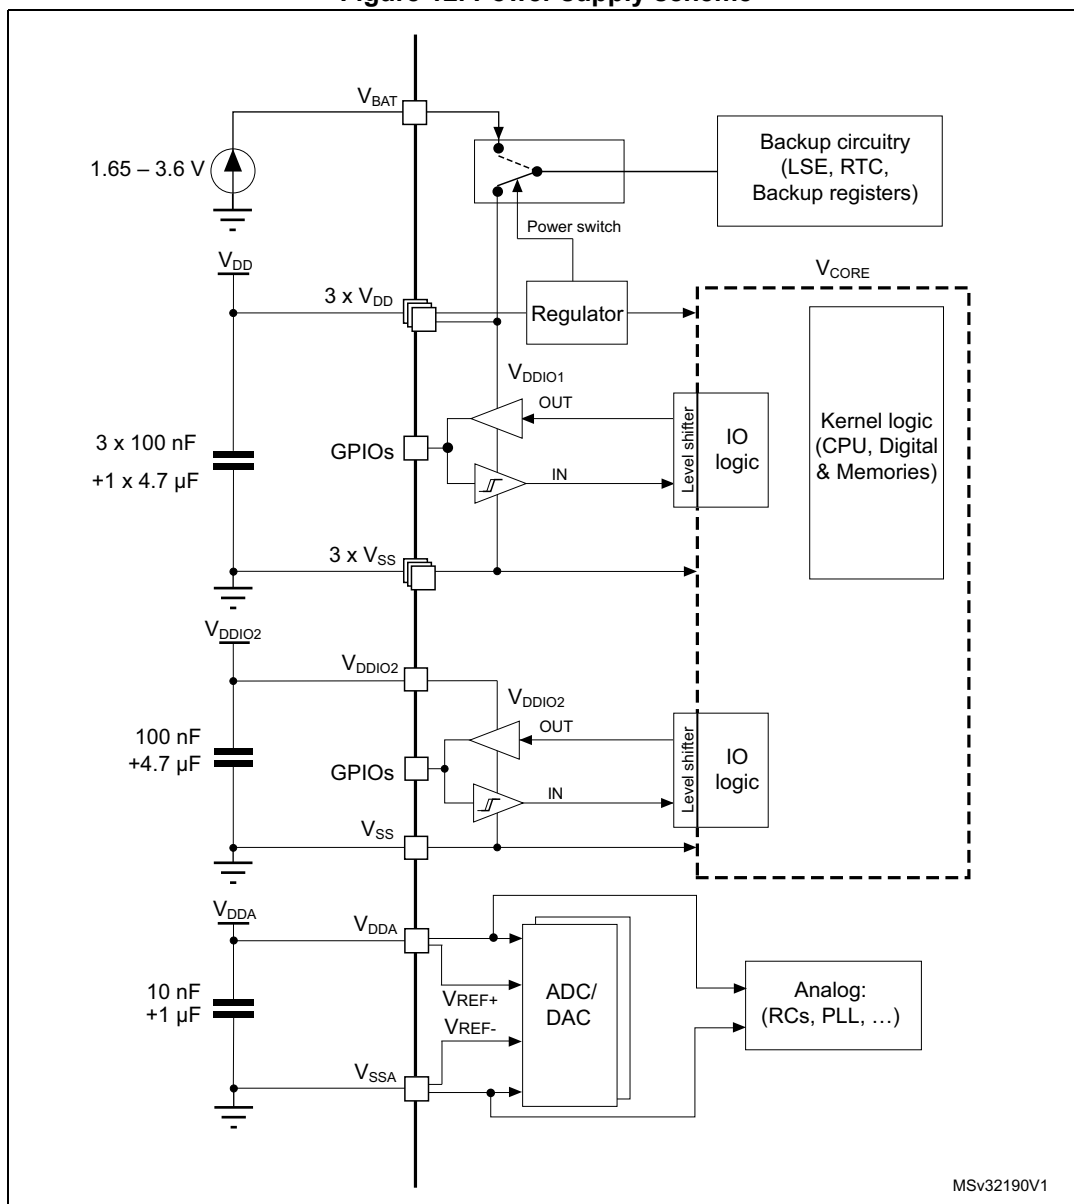 Figure 12. Power supply scheme
VBAT
1.65 – 3.6 V
Backup circuitry
(LSE, RTC,
Backup registers)
Power switch
VDD
VCORE
3 x VDD
Regulator
VDDIO1
OUT
Level shifter
IO
logic
Kernel logic
(CPU, Digital
& Memories)
3 x 100 nF
+1 x 4.7 µF
GPIOs
IN
3 x VSS
VDDIO2
VDDIO2
VDDIO2
OUT
Level shifter
IO
logic
100 nF
+4.7 µF
GPIOs
IN
VSS
VDDA
VDDA
10 nF
+1 µF
VREF+
VREF-
ADC/
DAC
Analog:
(RCs, PLL, …)
VSSA
MSv32190V1